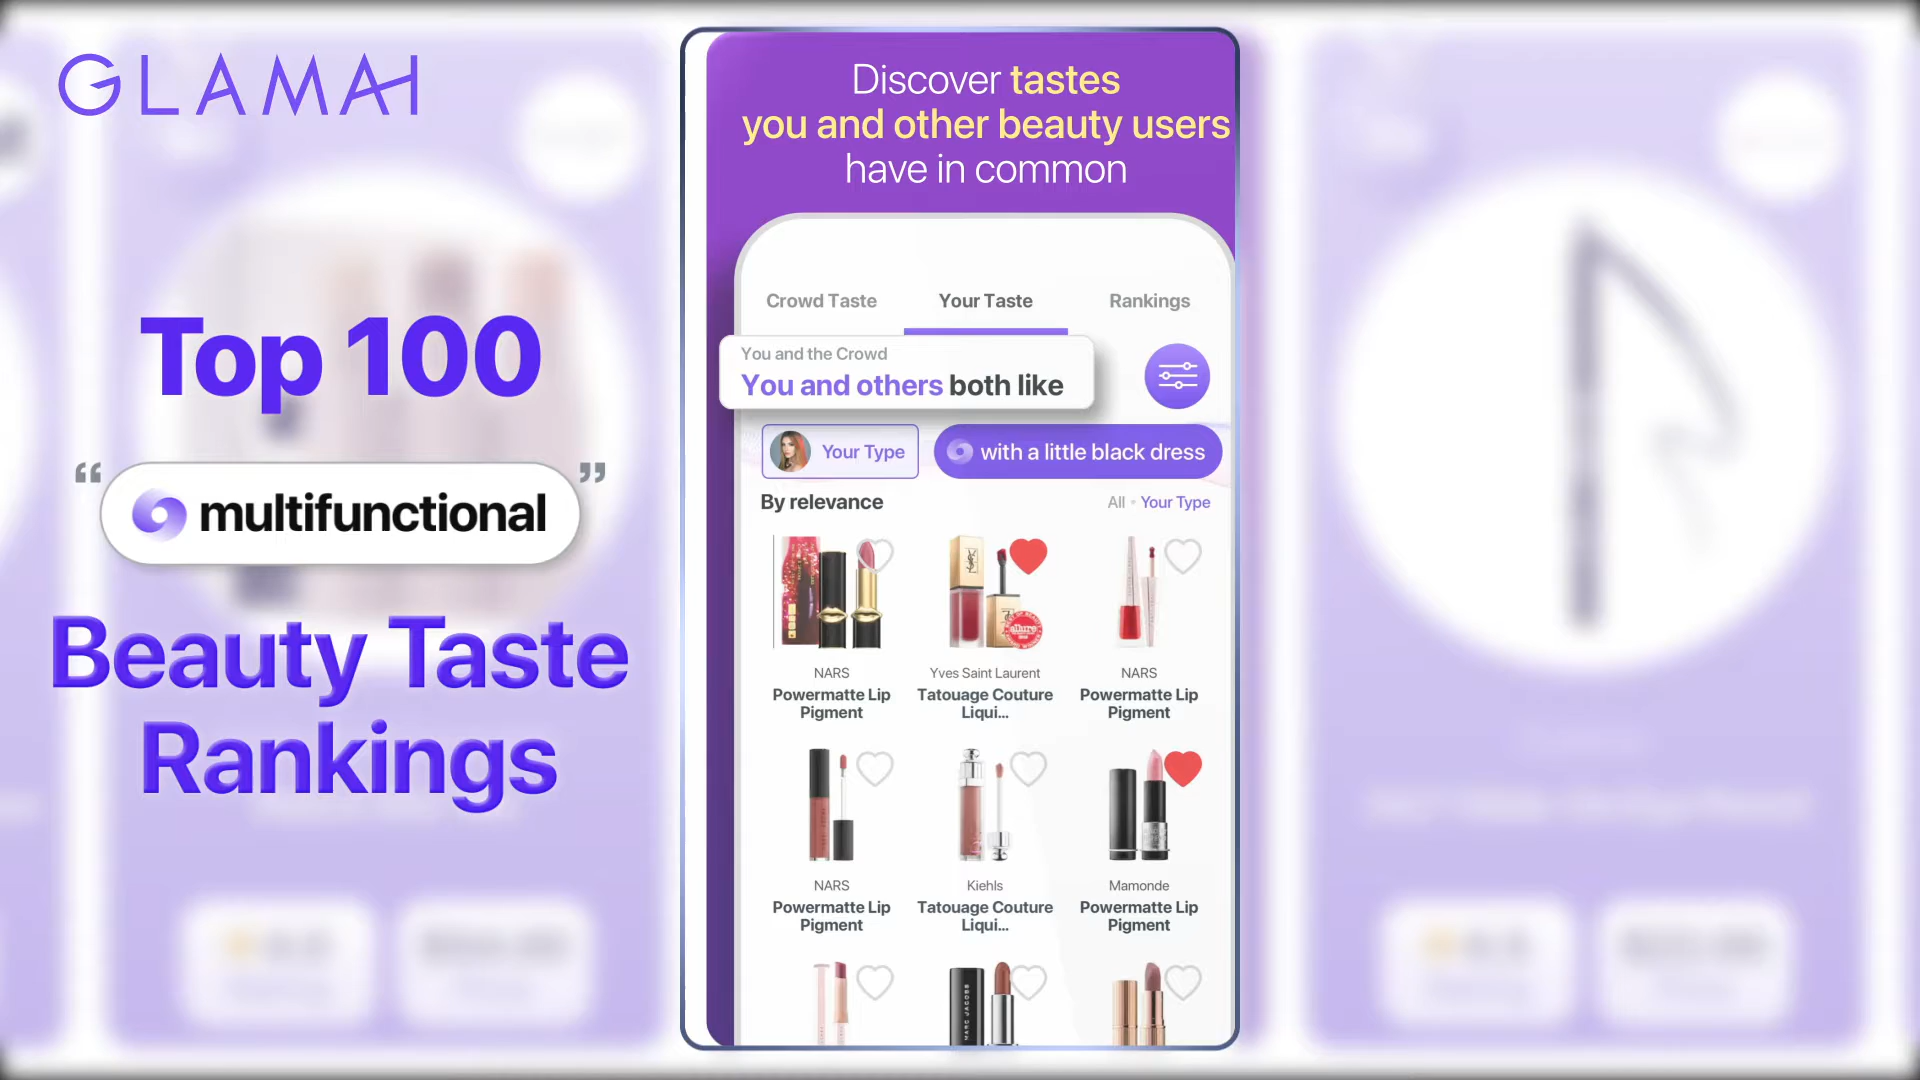 GLAMAI
Top 100
“ multifunctional ”
Beauty Taste
Rankings
Discover tastes
you and other beauty users
have in common
Crowd Taste Your Taste Rankings
You and the Crowd
You and others both like
Your Type with a little black dress
By relevance All • Your Type
allure
NARS Yves Saint Laurent NARS
Powermatte Lip Tatouage Couture Powermatte Lip
Pigment Liqui... Pigment
NARS Kiehls Mamonde
Powermatte Lip Tatouage Couture Powermatte Lip
Pigment Liqui... Pigment
MARC JACOBS